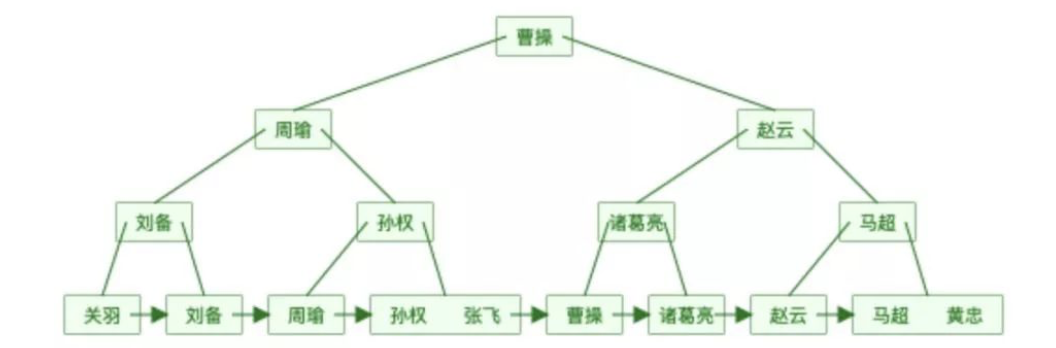 曹操
周瑜 赵云
刘备 孙权 诸葛亮 马超
关羽 刘备 周瑜 孙权 张飞 曹操 诸葛亮 赵云 马超 黄忠